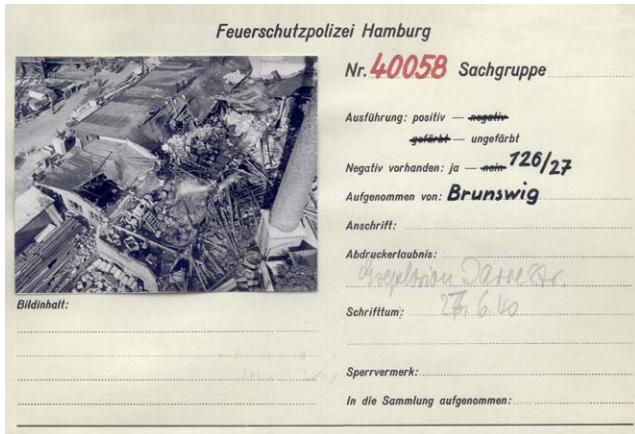 Feuerschutzpolizei Hamburg
Nr. 40058 Sachgruppe
Ausführung: positiv — negativ
gefärbt — ungefärbt
Negativ vorhanden: ja — nein 126/27
Aufgenommen von: Brunswig
Anschrift:
Abdruckerlaubnis:
Explosion
Schrifttum:
Bildinhalt:
Sperrvermerk:
In die Sammlung aufgenommen: